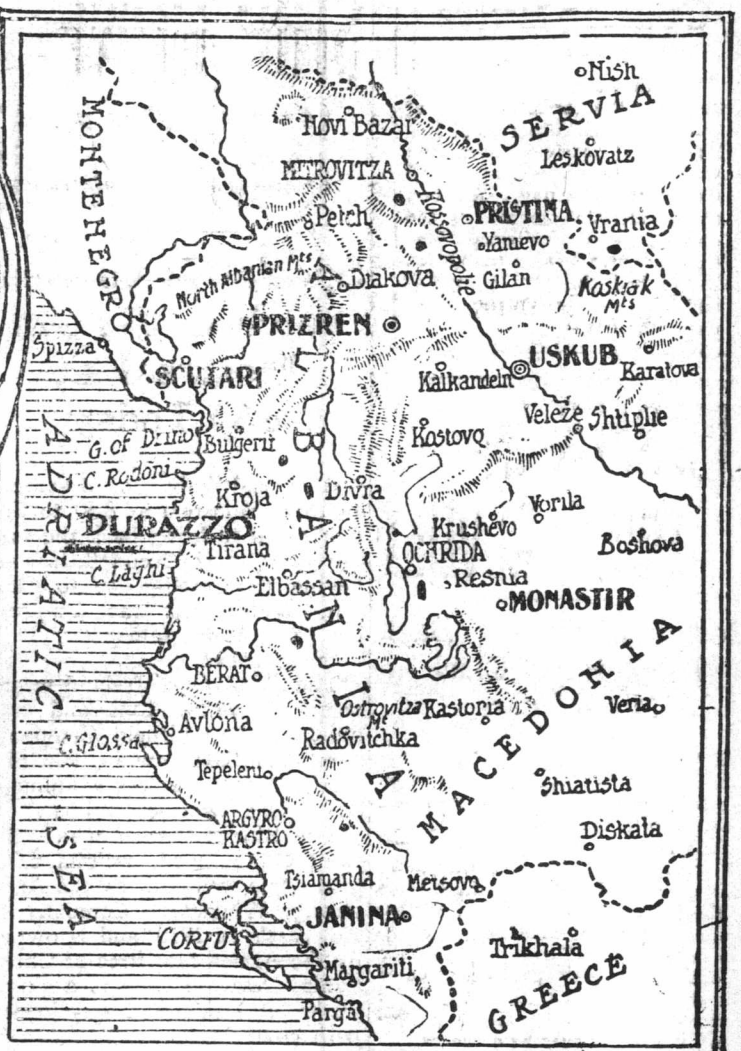 Nish
SERVIA
Novi Bazar
Leskovatz
MONTENEGRO
MITROVITZA
Kossovopolie
Petch
PRISTINA
Vrania
Yanievo
North Albanian Mts
Diakova
Gilan
Koskiak
Mts
PRIZREN
Spizza
USKUB
SCUTARI
Kalkandeln
Karatova
ALBANIA
Veleze
Shtiplie
G. of Drino
Bulgerii
Kostovo
C. Rodoni
Kroja
Divra
Vorila
DURAZZO
Krushevo
Tirana
OCHRIDA
Boshova
C. Laghi
Elbassan
Resnia
MONASTIR
ADRIATIC SEA
MACEDONIA
BERAT
Ostrovitza
Mt
Kastoria
Veria
Avlona
C. Glossa
Radovitchka
Tepeleni
Shiatista
ARGYRO
KASTRO
Diskata
Tsiamanda
Metsovo
JANINA
CORFU
Trikhala
Margariti
GREECE
Parga